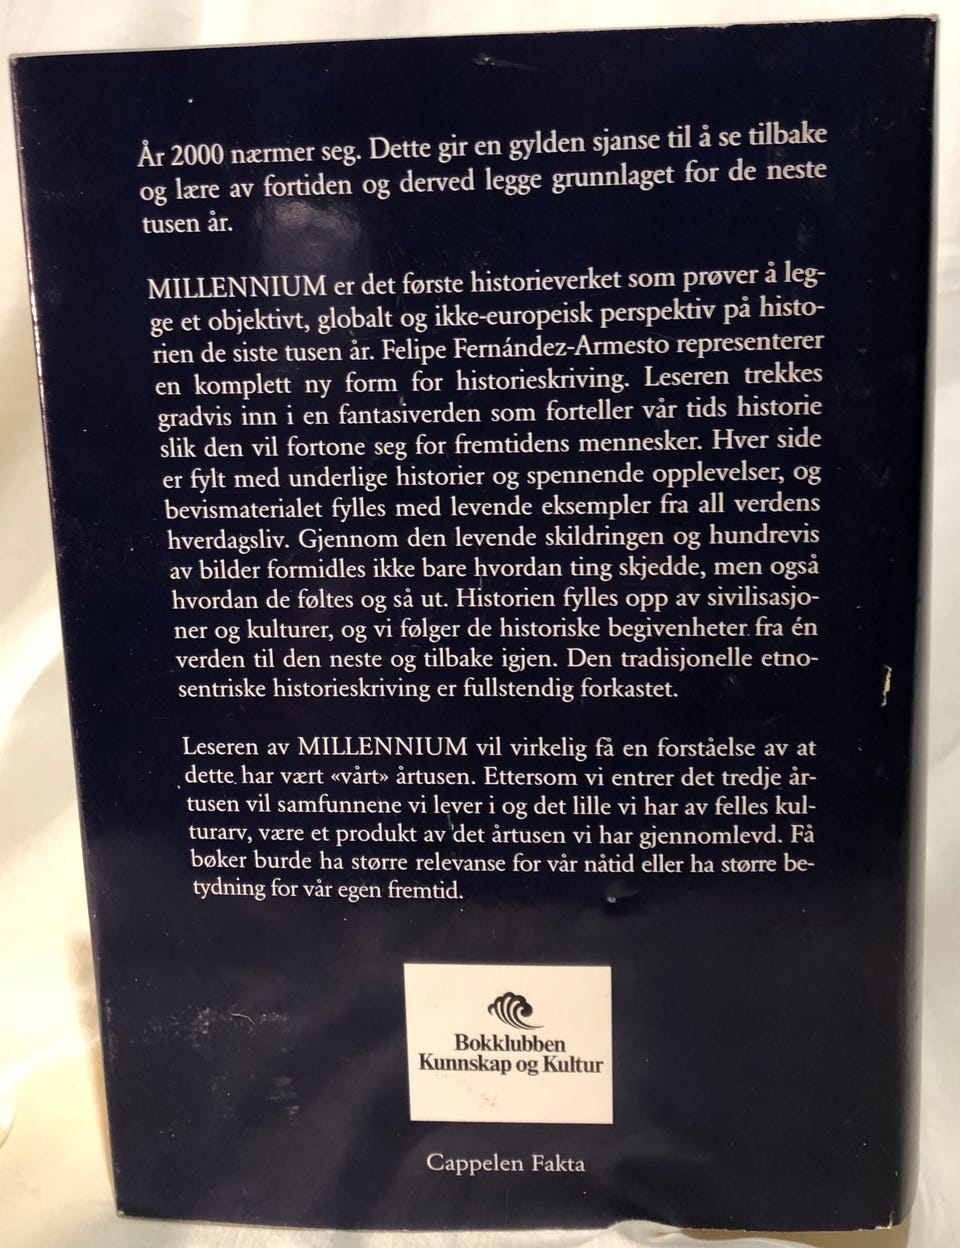 År 2000 nærmer seg. Dette gir en gylden sjanse til å se tilbake
og lære av fortiden og derved legge grunnlaget for de neste
tusen år.
MILLENNIUM er det første historieverket som prøver å leg-
ge et objektivt, globalt og ikke-europeisk perspektiv på histo-
rien de siste tusen år. Felipe Fernández-Armesto representerer
en komplett ny form for historieskriving. Leseren trekkes
gradvis inn i en fantasiverden som forteller vår tids historie
slik den vil fortone seg for fremtidens mennesker. Hver side
er fylt med underlige historier og spennende opplevelser, og
bevismaterialet fylles med levende eksempler fra all verdens
hverdagsliv. Gjennom den levende skildringen og hundrevis
av bilder formidles ikke bare hvordan ting skjedde, men også
hvordan de føltes og så ut. Historien fylles opp av sivilisasjo-
ner og kulturer, og vi følger de historiske begivenheter fra én
verden til den neste og tilbake igjen. Den tradisjonelle etno-
sentriske historieskriving er fullstendig forkastet.
Leseren av MILLENNIUM vil virkelig få en forståelse av at
dette har vært «vårt» årtusen. Ettersom vi entrer det tredje år-
tusen vil samfunnene vi lever i og det lille vi har av felles kul-
turarv, være et produkt av det årtusen vi har gjennomlevd. Få
bøker burde ha større relevanse for vår nåtid eller ha større be-
tydning for vår egen fremtid.
Bokklubben
Kunnskap og Kultur
Cappelen Fakta